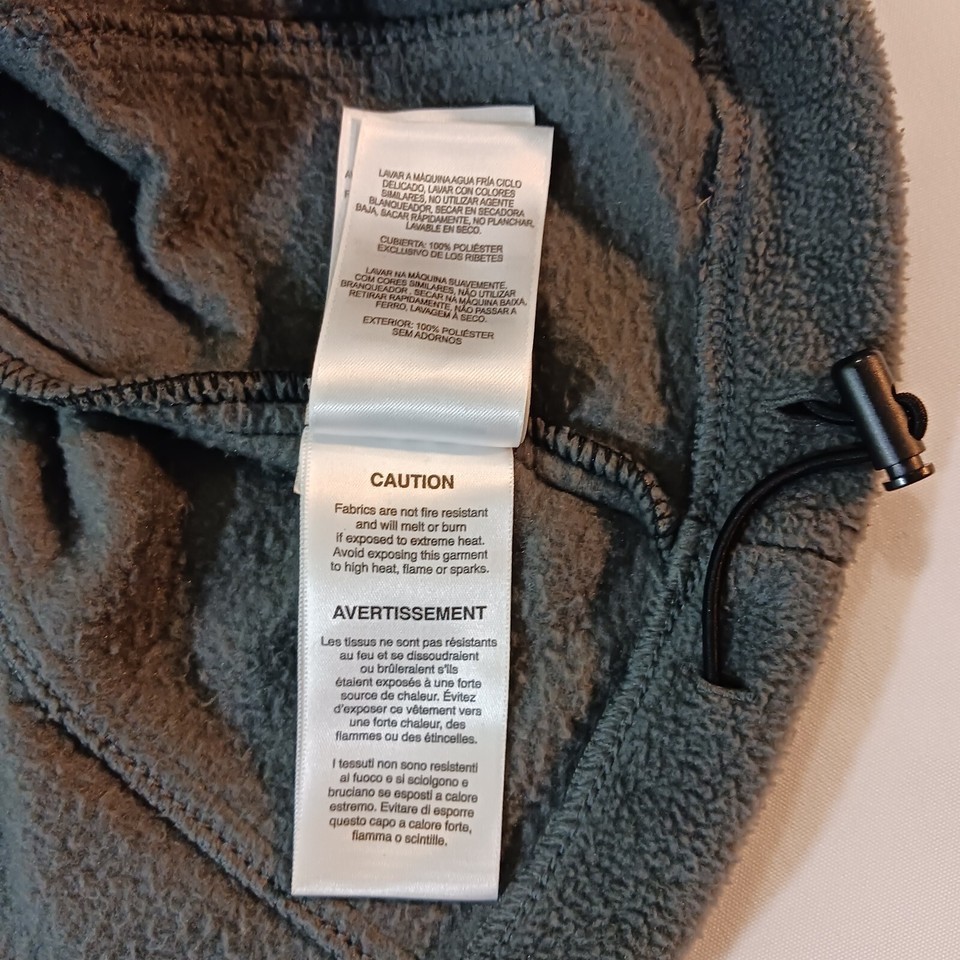 LAVAR A MÁQUINA AGUA FRÍA CICLO
DELICADO, LAVAR CON COLORES
SIMILARES, NO UTILIZAR AGENTE
BLANQUEADOR, SECAR EN SECADORA
BAJA, SACAR RÁPIDAMENTE, NO PLANCHAR,
LAVABLE EN SECO.
CUBIERTA: 100% POLIÉSTER
EXCLUSIVO DE LOS RIBETES
LAVAR NA MÁQUINA SUAVEMENTE,
COM CORES SIMILARES, NÃO UTILIZAR
BRANQUEADOR, SECAR NA MÁQUINA BAIXA,
RETIRAR RAPIDAMENTE, NÃO PASSAR A
FERRO, LAVAGEM À SECO.
EXTERIOR: 100% POLIÉSTER
SEM ADORNOS
CAUTION
Fabrics are not fire resistant
and will melt or burn
if exposed to extreme heat.
Avoid exposing this garment
to high heat, flame or sparks.
AVERTISSEMENT
Les tissus ne sont pas résistants
au feu et se dissoudraient
ou brûleraient s'ils
étaient exposés à une forte
source de chaleur. Évitez
d'exposer ce vêtement vers
une forte chaleur, des
flammes ou des étincelles.
I tessuti non sono resistenti
al fuoco e si sciolgono e
bruciano se esposti a calore
estremo. Evitare di esporre
questo capo a calore forte,
fiamma o scintille.